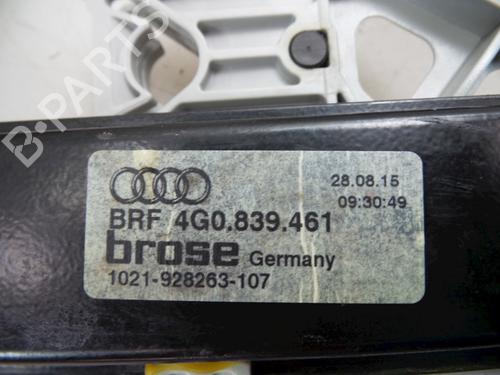 B-PARTS
28.08.15
09:30:49
BRF 4G0.839.461
brose Germany
1021-928263-107